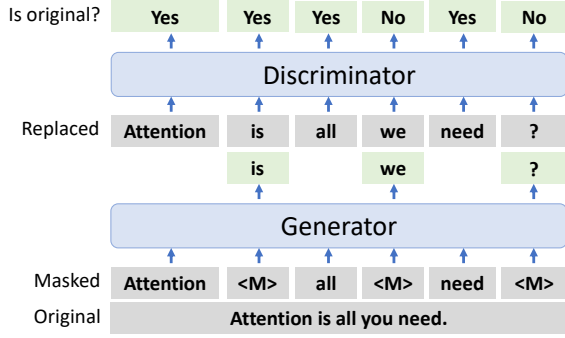 Is original? Yes Yes Yes No Yes No
Discriminator
Replaced Attention is all we need ?
is we ?
Generator
Masked Attention <M> all <M> need <M>
Original Attention is all you need.